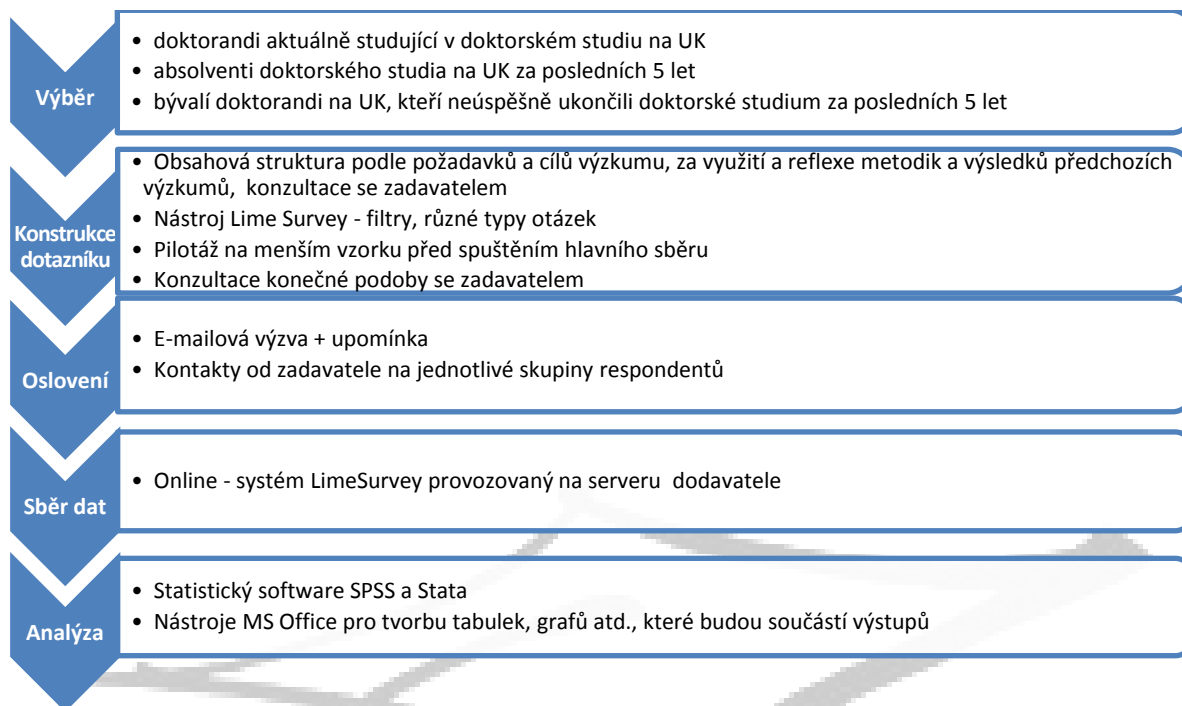 Výběr
• doktorandi aktuálně studující v doktorském studiu na UK
• absolventi doktorského studia na UK za posledních 5 let
• bývalí doktorandi na UK, kteří neúspěšně ukončili doktorské studium za posledních 5 let
Konstrukce
dotazníku
• Obsahová struktura podle požadavků a cílů výzkumu, za využití a reflexe metodik a výsledků předchozích
výzkumů, konzultace se zadavatelem
• Nástroj Lime Survey - filtry, různé typy otázek
• Pilotáž na menším vzorku před spuštěním hlavního sběru
• Konzultace konečné podoby se zadavatelem
Oslovení
• E-mailová výzva + upomínka
• Kontakty od zadavatele na jednotlivé skupiny respondentů
Sběr dat
• Online - systém LimeSurvey provozovaný na serveru dodavatele
Analýza
• Statistický software SPSS a Stata
• Nástroje MS Office pro tvorbu tabulek, grafů atd., které budou součástí výstupů